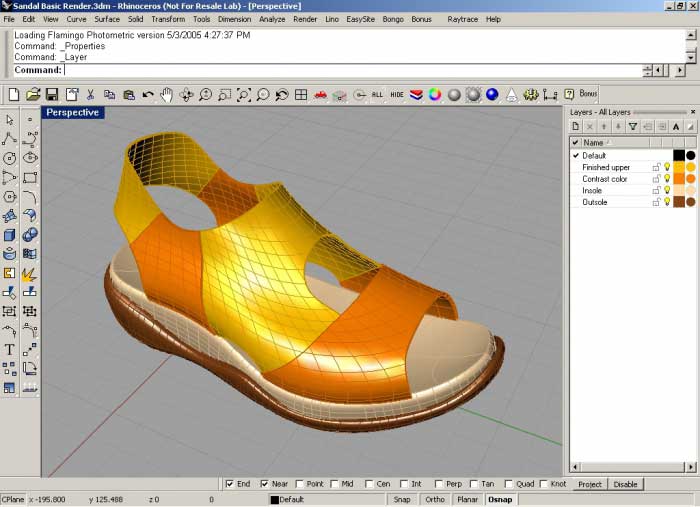 Sandal Basic Render.3dm - Rhinoceros (Not For Resale Lab) - [Perspective]
File Edit View Curve Surface Solid Transform Tools Dimension Analyze Render Lino EasySite Bongo Bonus Raytrace Help
Loading Flamingo Photometric version 5/3/2005 4:27:37 PM
Command: _Properties
Command: _Layer
Command:
ALL HIDE Bonus
Perspective
Layers - All Layers
Name
Default
Finished upper
Contrast color
Insole
Outsole
T
End Near Point Mid Cen Int Perp Tan Quad Knot Project Disable
CPlane x -195.800 y 125.488 z 0 0 Default Snap Ortho Planar Osnap